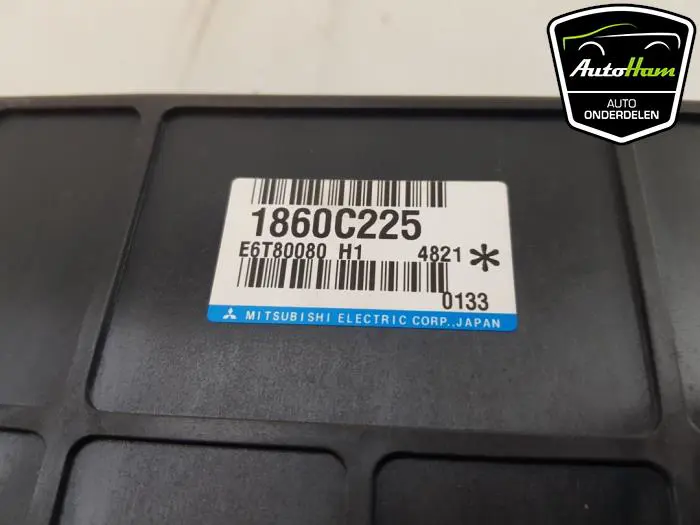 AutoHam
AUTO
ONDERDELEN
1860C225
E6T80080 H1 4821 *
0133
MITSUBISHI ELECTRIC CORP., JAPAN